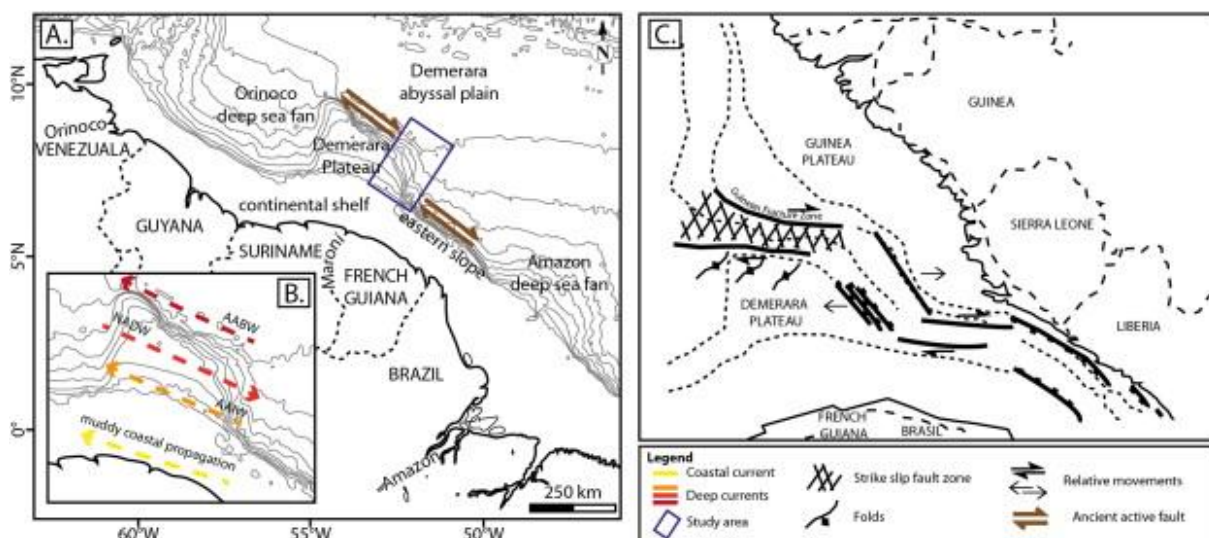 A.
N
10°N
5°N
0°
60°W
55°W
50°W
Demerara
abyssal plain
Orinoco
deep sea fan
Orinoco
VENEZUALA
Demerara
Plateau
continental shelf
GUYANA
SURINAME
Maroni
FRENCH
GUIANA
eastern slope
Amazon
deep sea fan
BRAZIL
Amazon
250 km
B.
AABW
NADW
AAIW
muddy coastal propagation
C.
GUINEA
GUINEA
PLATEAU
Guinean fracture zone
SIERRA LEONE
DEMERARA
PLATEAU
LIBERIA
FRENCH
GUIANA
BRASIL
Legend
Coastal current
Deep currents
Study area
Strike slip fault zone
Folds
Relative movements
Ancient active fault